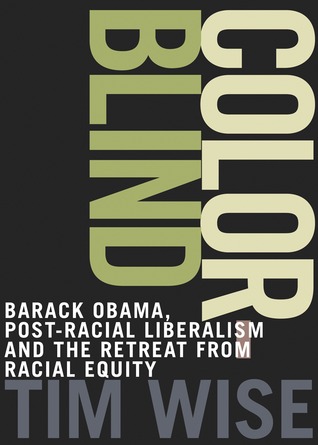 COLOR
BLIND
BARACK OBAMA,
POST-RACIAL LIBERALISM
AND THE RETREAT FROM
RACIAL EQUITY
TIM WISE